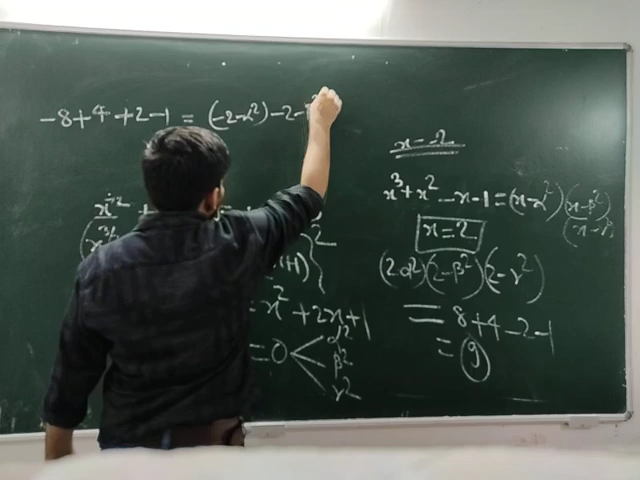 -8+4+2-1 = (-2-α²)-2-
x=-2
x³+x²-x-1=(x-α²)(x-β²)
(x-γ²)
x=2
(2-α²)(2-β²)(2-γ²)
= 8+4-2-1
= 9
x² + 2x+1
=0 < α²
β²
γ²